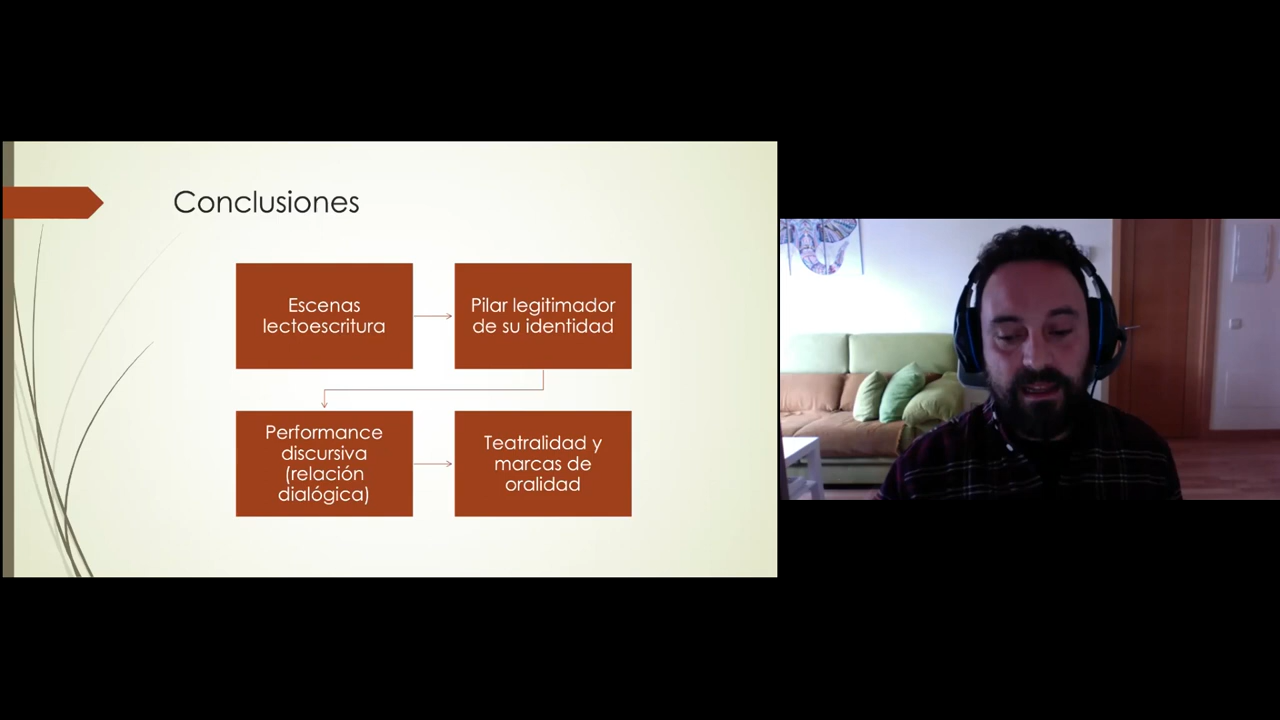 Conclusiones
Escenas
lectoescritura
Pilar legitimador
de su identidad
Performance
discursiva
(relación
dialógica)
Teatralidad y
marcas de
oralidad